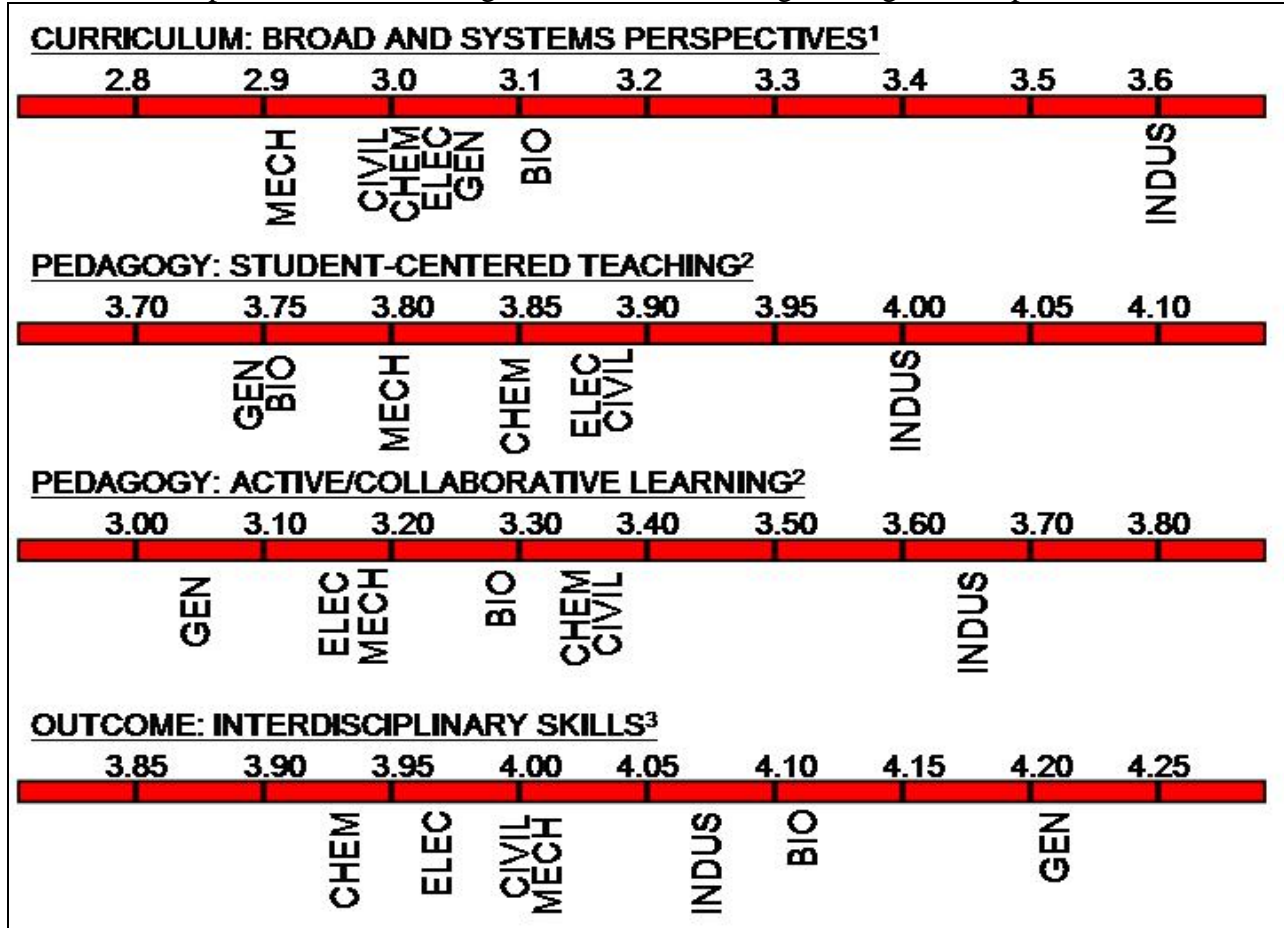 CURRICULUM: BROAD AND SYSTEMS PERSPECTIVES¹
2.8 2.9 3.0 3.1 3.2 3.3 3.4 3.5 3.6
MECH CIVIL CHEM ELEC GEN BIO INDUS
PEDAGOGY: STUDENT-CENTERED TEACHING²
3.70 3.75 3.80 3.85 3.90 3.95 4.00 4.05 4.10
GEN BIO MECH CHEM ELEC CIVIL INDUS
PEDAGOGY: ACTIVE/COLLABORATIVE LEARNING²
3.00 3.10 3.20 3.30 3.40 3.50 3.60 3.70 3.80
GEN ELEC MECH BIO CHEM CIVIL INDUS
OUTCOME: INTERDISCIPLINARY SKILLS³
3.85 3.90 3.95 4.00 4.05 4.10 4.15 4.20 4.25
CHEM ELEC CIVIL MECH INDUS BIO GEN